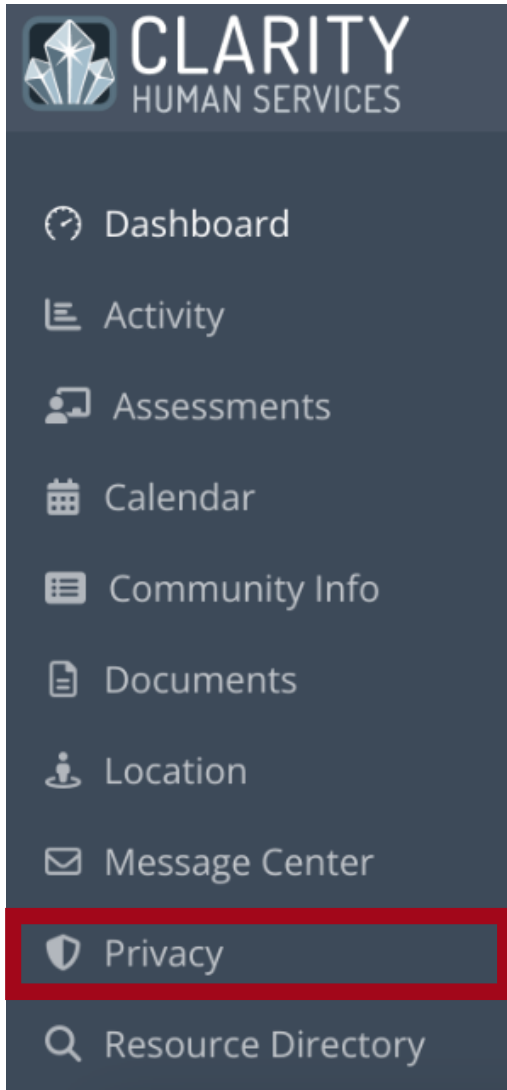 CLARITY
HUMAN SERVICES
Dashboard
Activity
Assessments
Calendar
Community Info
Documents
Location
Message Center
Privacy
Resource Directory